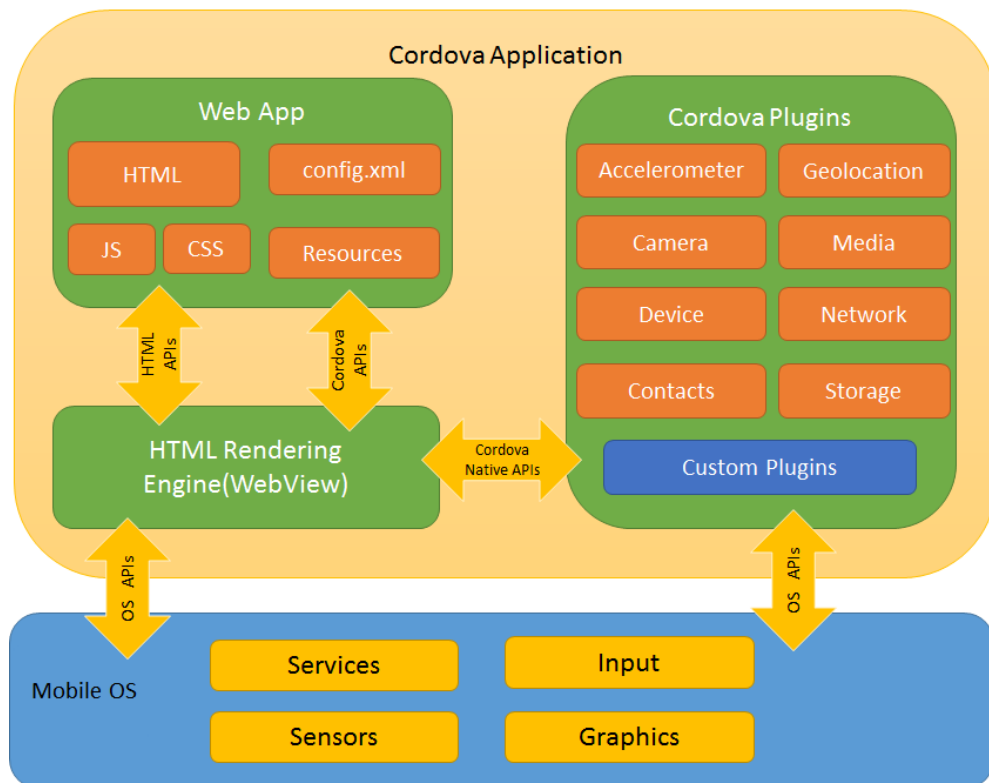 Cordova Application
Web App
HTML
config.xml
JS
CSS
Resources
Cordova Plugins
Accelerometer
Geolocation
Camera
Media
Device
Network
Contacts
Storage
Custom Plugins
HTML
APIs
Cordova
APIs
HTML Rendering
Engine(WebView)
Cordova
Native APIs
OS APIs
OS APIs
Mobile OS
Services
Input
Sensors
Graphics